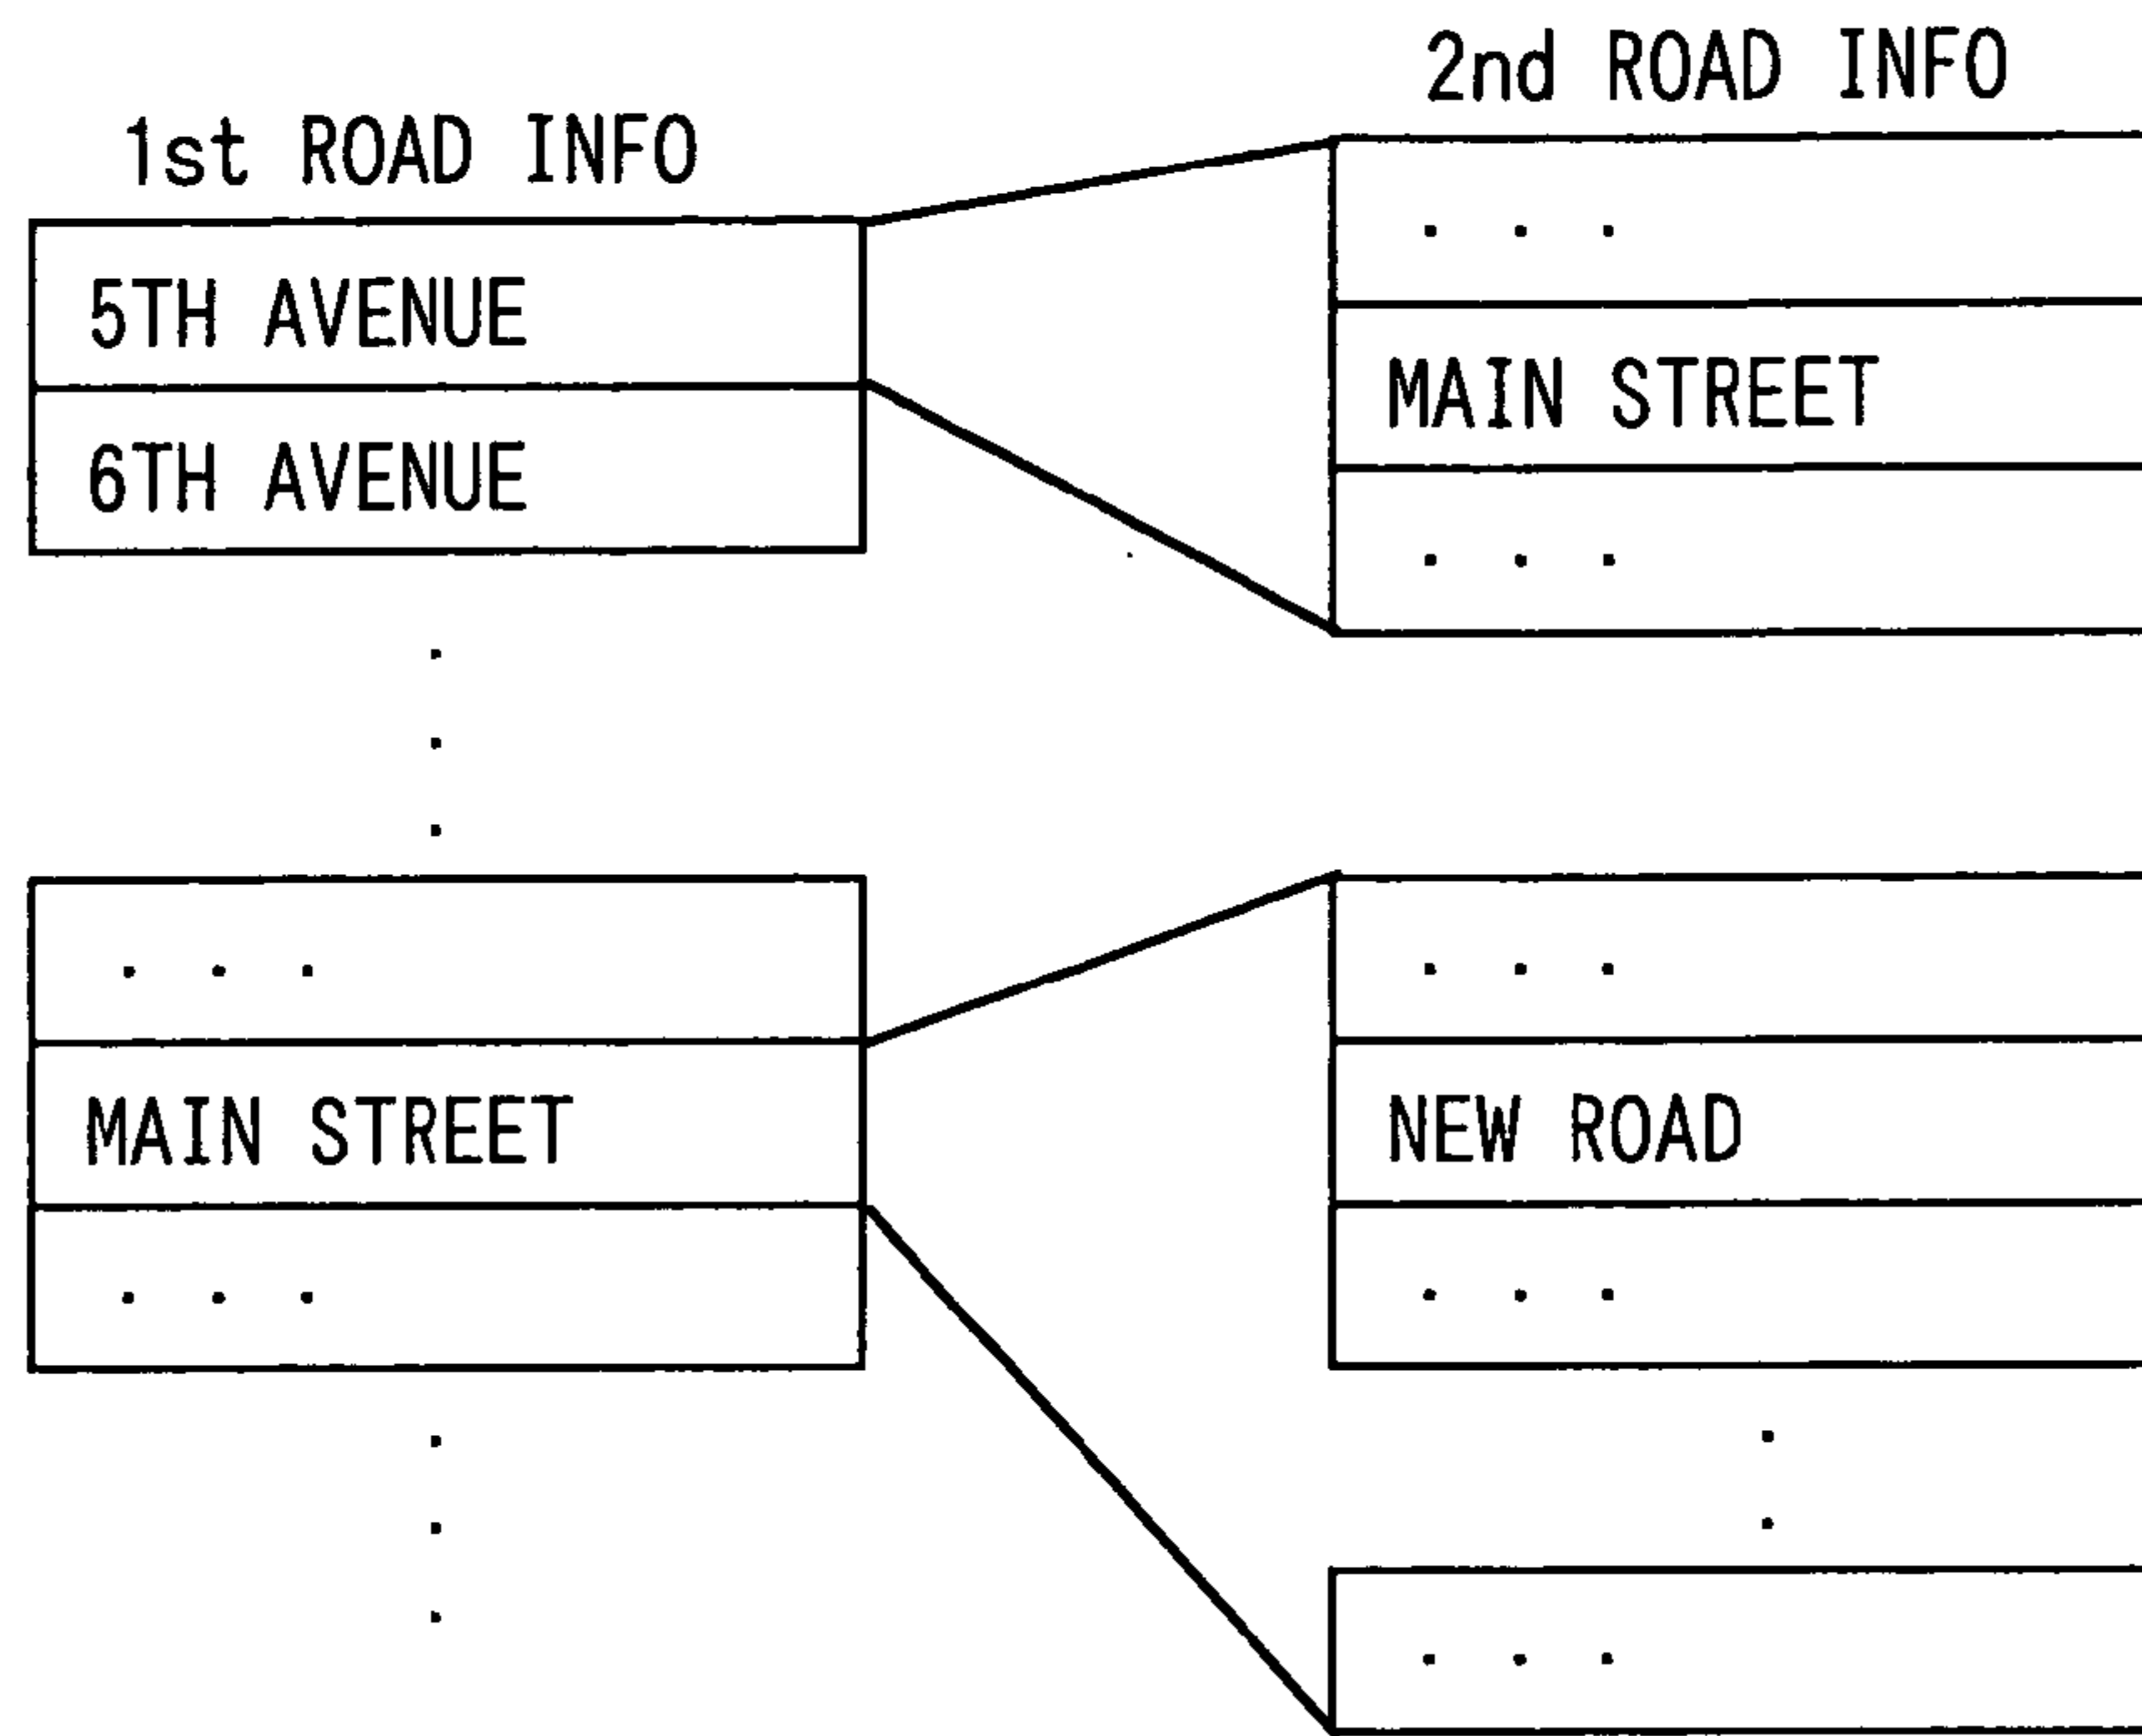 1st ROAD INFO
5TH AVENUE
6TH AVENUE
. . .
MAIN STREET
. . .
2nd ROAD INFO
. . .
MAIN STREET
. . .
. . .
NEW ROAD
. . .
. . .